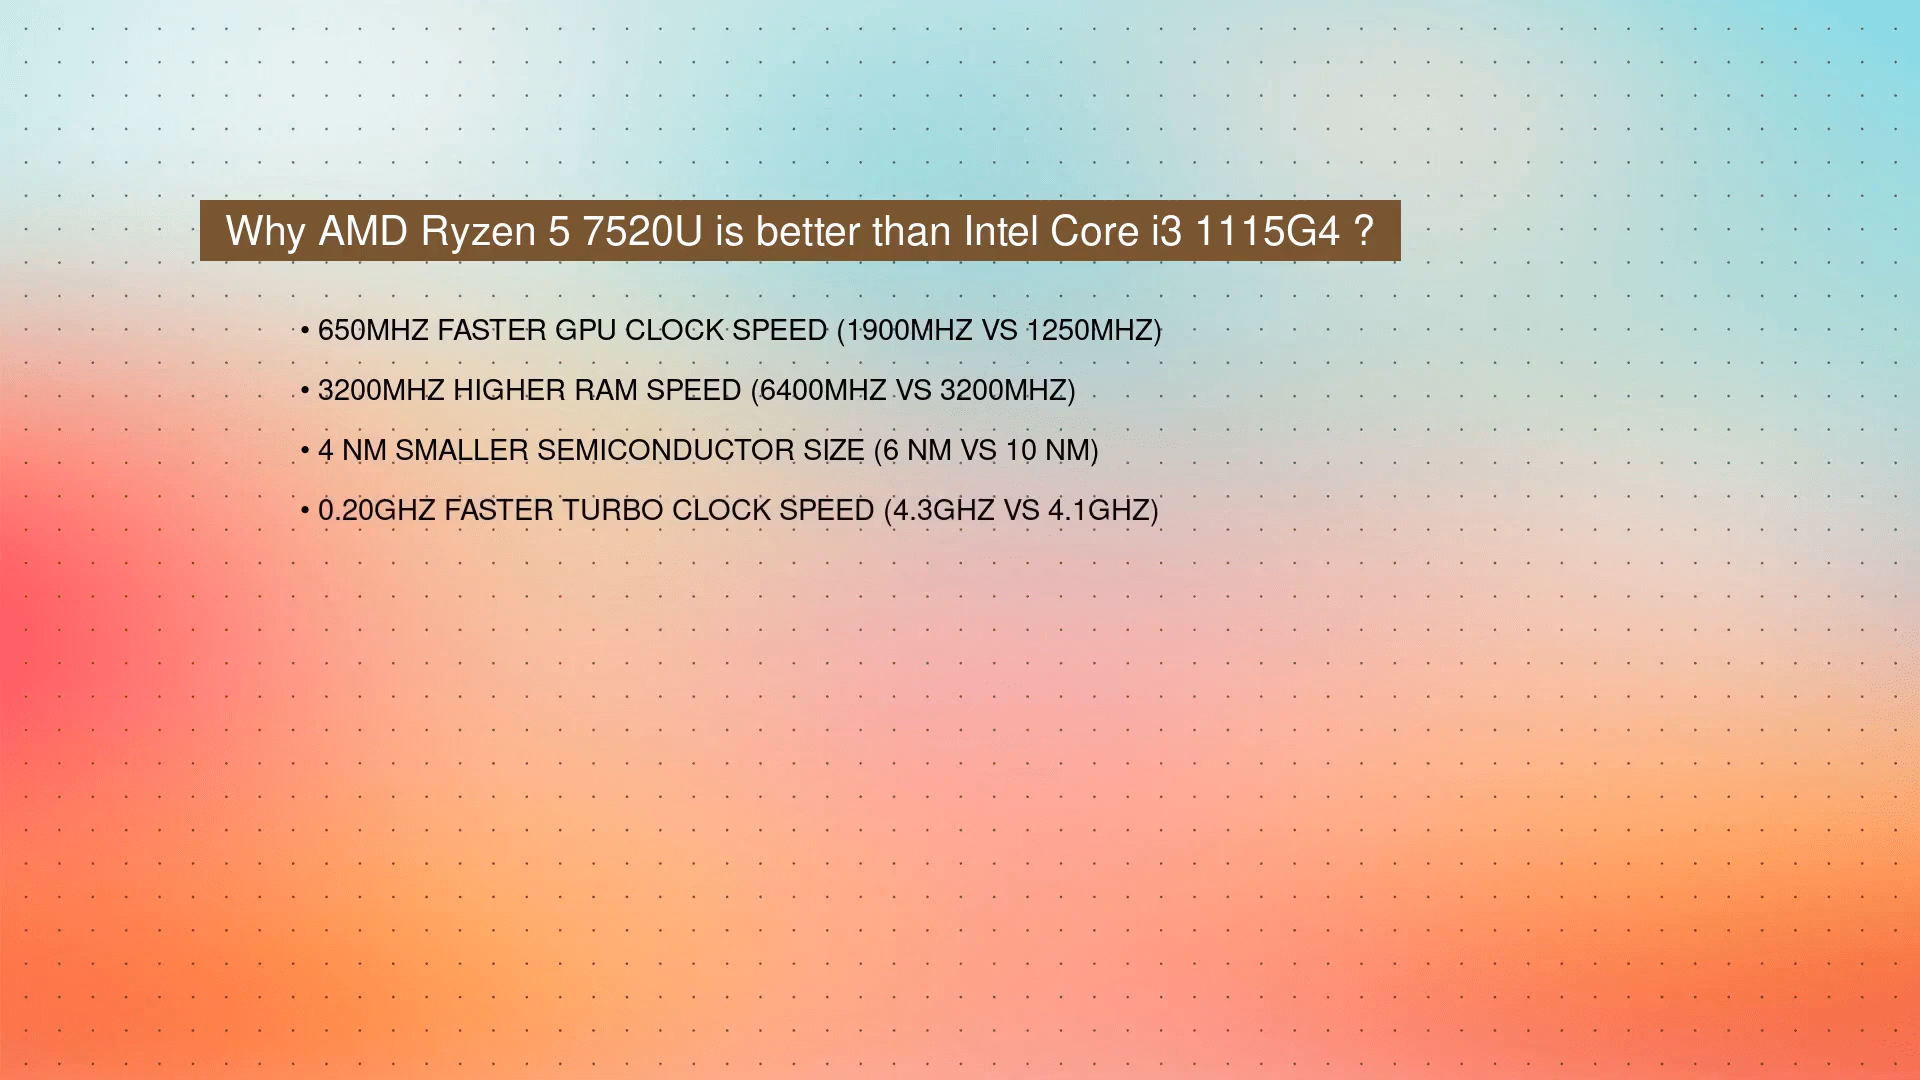 Why AMD Ryzen 5 7520U is better than Intel Core i3 1115G4 ?
• 650MHZ FASTER GPU CLOCK SPEED (1900MHZ VS 1250MHZ)
• 3200MHZ HIGHER RAM SPEED (6400MHZ VS 3200MHZ)
• 4 NM SMALLER SEMICONDUCTOR SIZE (6 NM VS 10 NM)
• 0.20GHZ FASTER TURBO CLOCK SPEED (4.3GHZ VS 4.1GHZ)